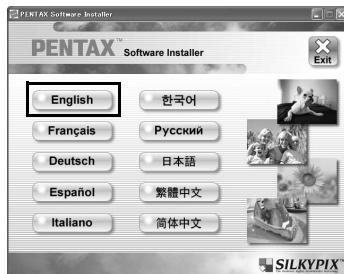 PENTAX Software Installer
PENTAX™ Software Installer
Exit
English
한국어
Français
Русский
Deutsch
日本語
Español
繁體中文
Italiano
简体中文
SILKYPIX